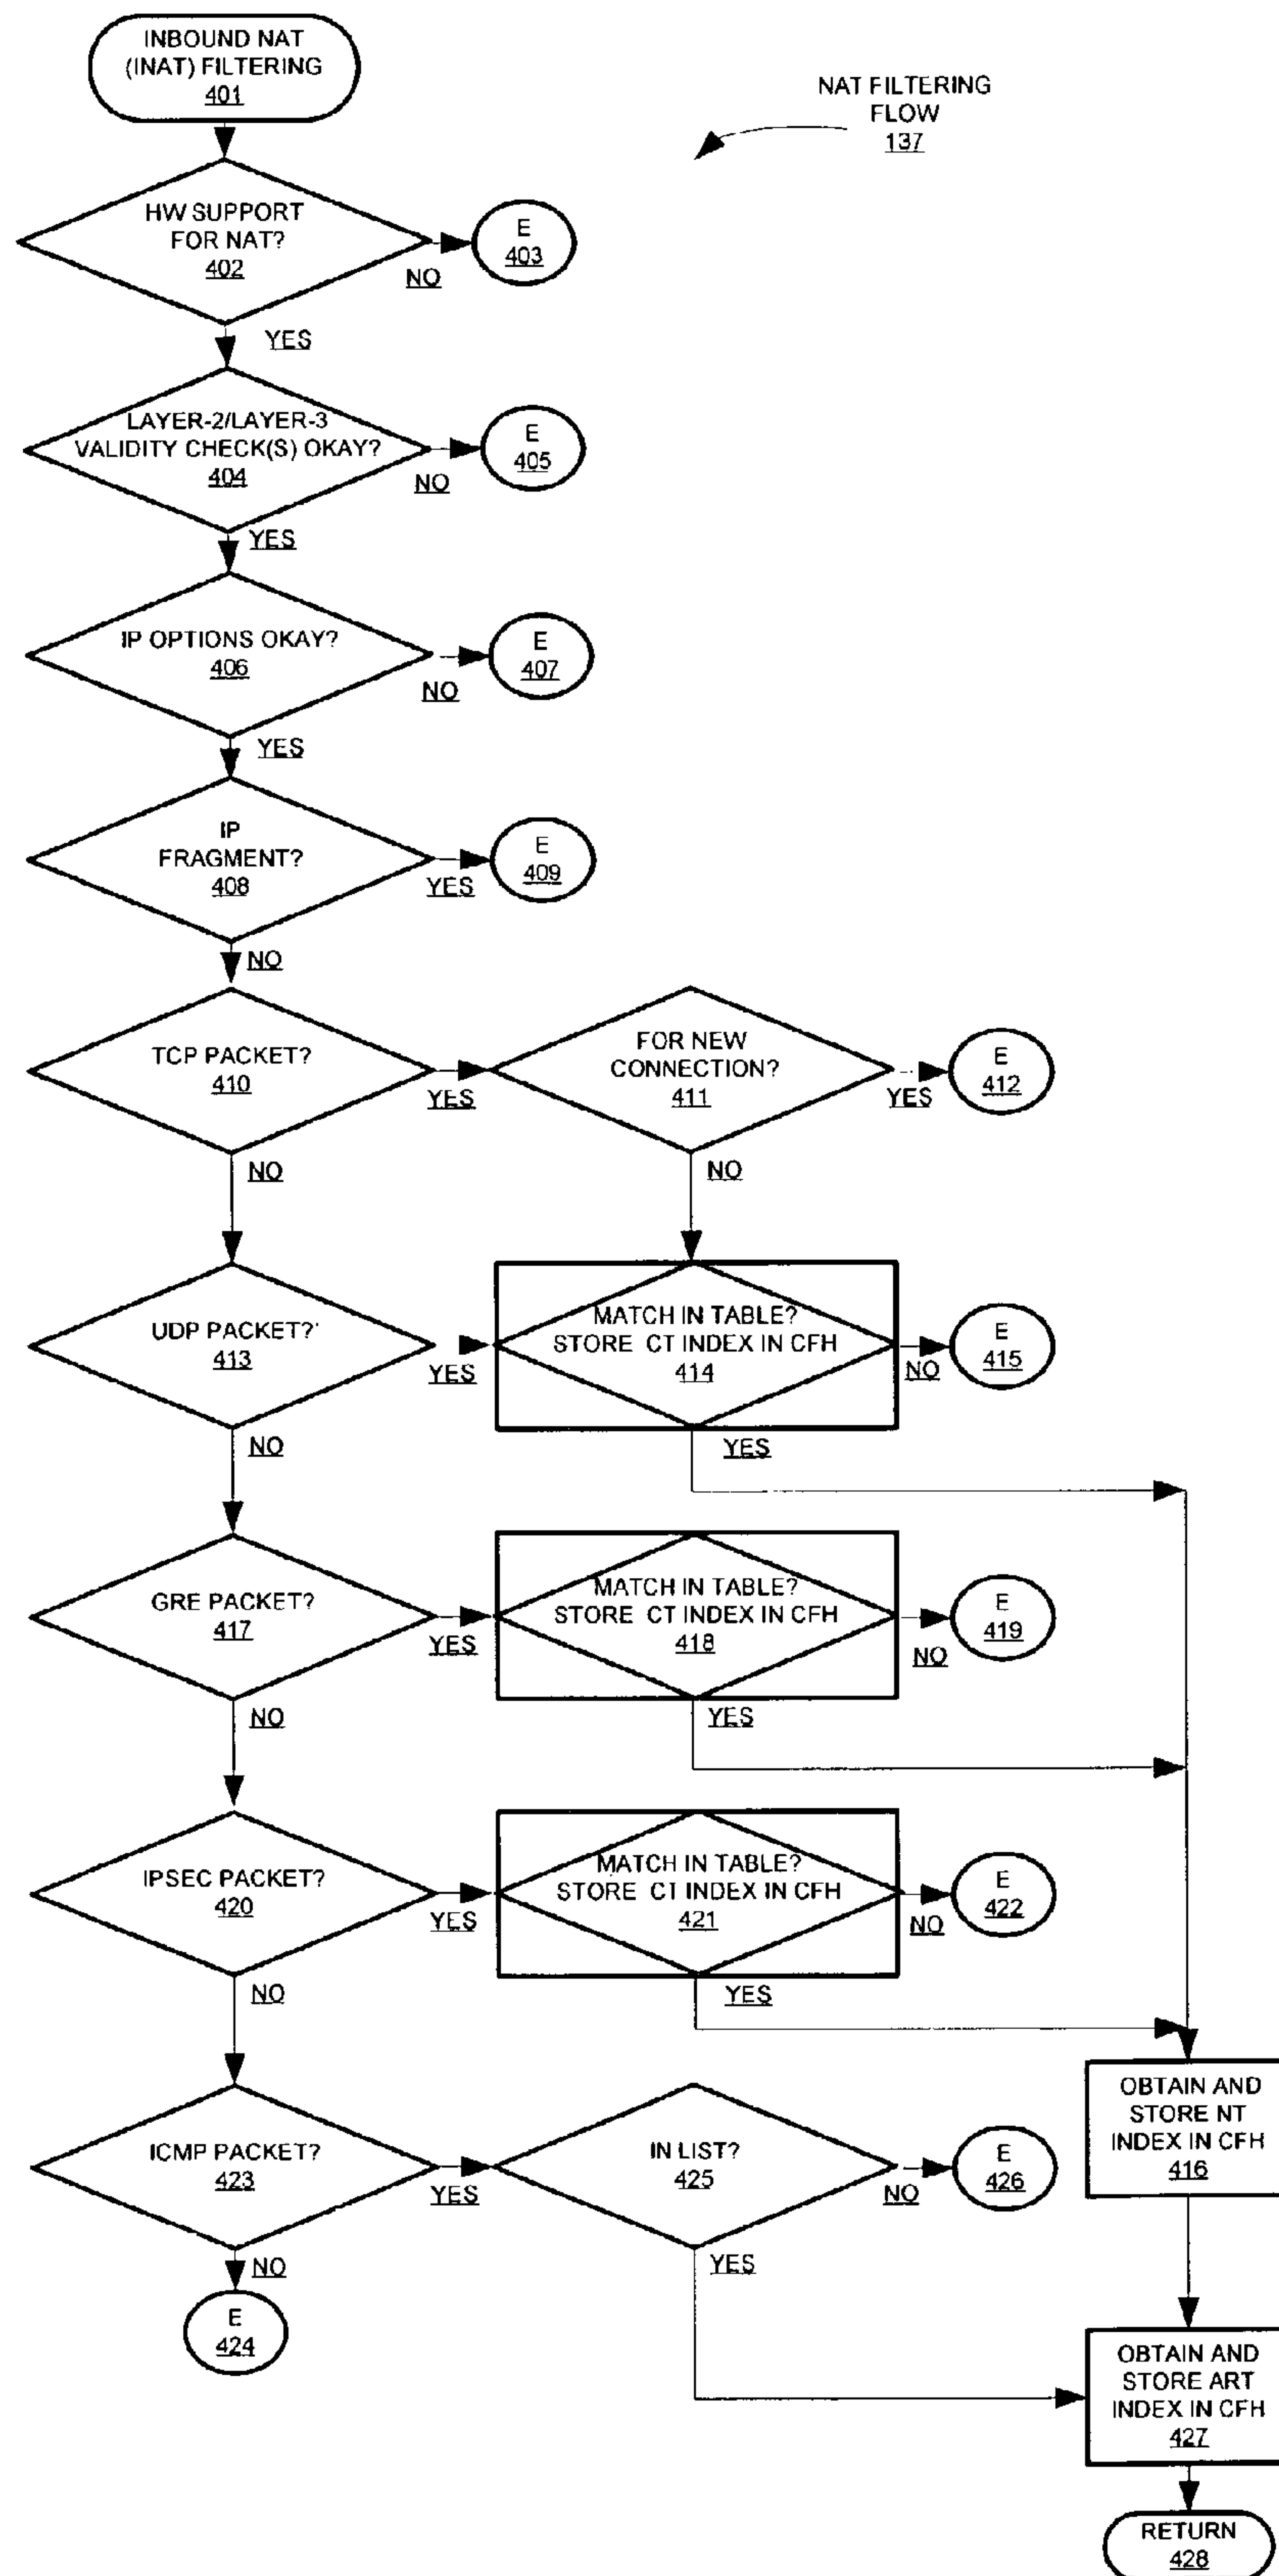 INBOUND NAT
(INAT) FILTERING
401
NAT FILTERING
FLOW
137
HW SUPPORT
FOR NAT?
402
NO
E
403
YES
LAYER-2/LAYER-3
VALIDITY CHECK(S) OKAY?
404
NO
E
405
YES
IP OPTIONS OKAY?
406
NO
E
407
YES
IP
FRAGMENT?
408
YES
E
409
NO
TCP PACKET?
410
YES
FOR NEW
CONNECTION?
411
YES
E
412
NO
NO
UDP PACKET?
413
YES
MATCH IN TABLE?
STORE CT INDEX IN CFH
414
NO
E
415
NO
YES
GRE PACKET?
417
YES
MATCH IN TABLE?
STORE CT INDEX IN CFH
418
NO
E
419
NO
YES
IPSEC PACKET?
420
YES
MATCH IN TABLE?
STORE CT INDEX IN CFH
421
NO
E
422
NO
YES
OBTAIN AND
STORE NT
INDEX IN CFH
416
ICMP PACKET?
423
YES
IN LIST?
425
NO
E
426
NO
YES
E
424
OBTAIN AND
STORE ART
INDEX IN CFH
427
RETURN
428